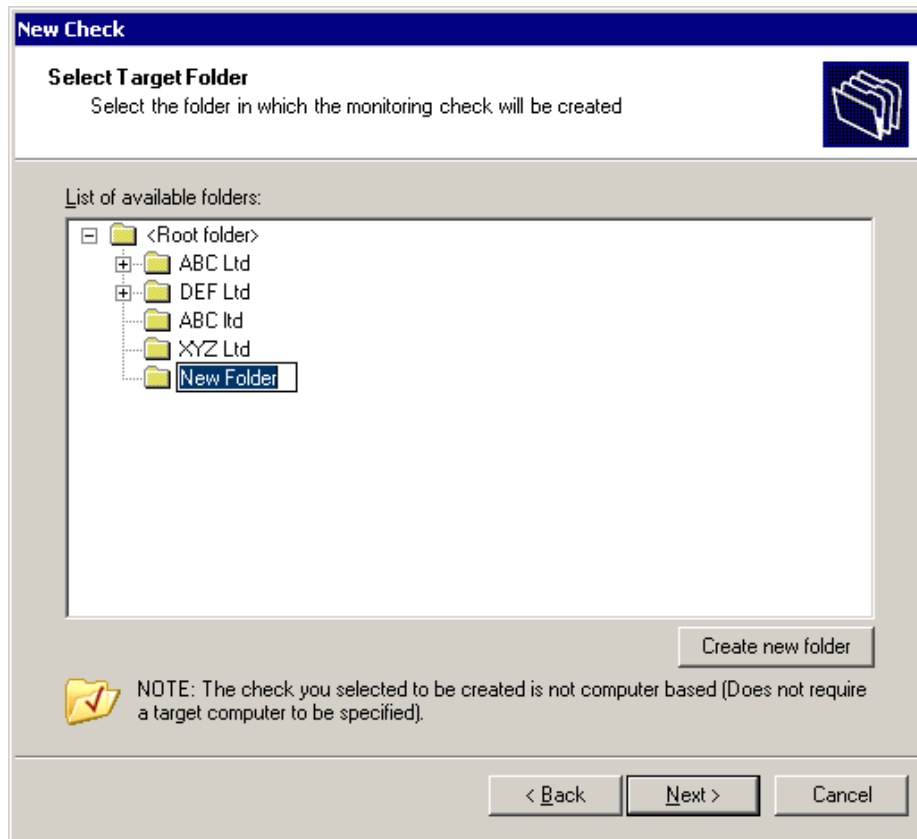 New Check
Select Target Folder
Select the folder in which the monitoring check will be created
List of available folders:
<Root folder>
ABC Ltd
DEF Ltd
ABC ltd
XYZ Ltd
New Folder
Create new folder
NOTE: The check you selected to be created is not computer based (Does not require
a target computer to be specified).
< Back
Next >
Cancel